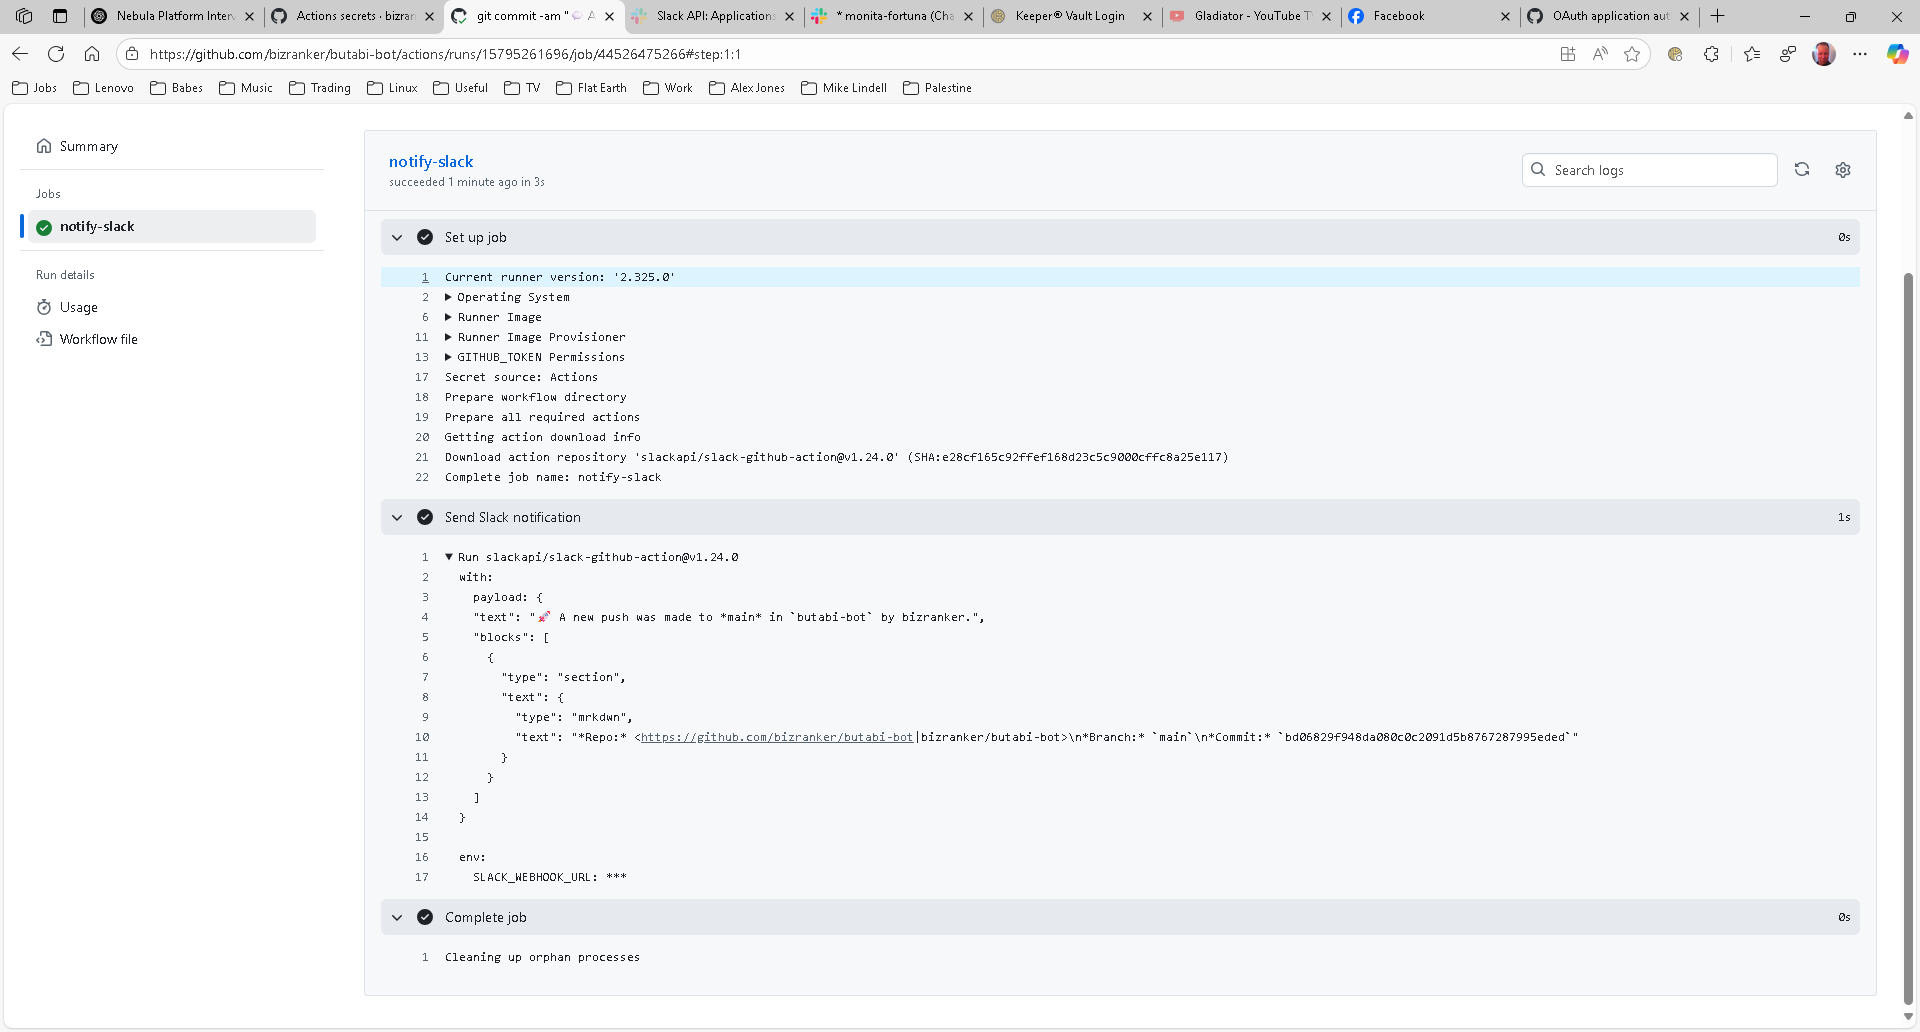 Nebula Platform Interv
Actions secrets · bizran
git commit -am " A
Slack API: Applications
* monita-fortuna (Cha
Keeper® Vault Login
Gladiator - YouTube T
Facebook
OAuth application aut
https://github.com/bizranker/butabi-bot/actions/runs/15795261696/job/44526475266#step:1:1
Jobs
Lenovo
Babes
Music
Trading
Linux
Useful
TV
Flat Earth
Work
Alex Jones
Mike Lindell
Palestine
Summary
Jobs
notify-slack
Run details
Usage
Workflow file
notify-slack
succeeded 1 minute ago in 3s
Search logs
Set up job
0s
1 Current runner version: '2.325.0'
2 ▶ Operating System
6 ▶ Runner Image
11 ▶ Runner Image Provisioner
13 ▶ GITHUB_TOKEN Permissions
17 Secret source: Actions
18 Prepare workflow directory
19 Prepare all required actions
20 Getting action download info
21 Download action repository 'slackapi/slack-github-action@v1.24.0' (SHA:e28cf165c92ffef168d23c5c9000cffc8a25e117)
22 Complete job name: notify-slack
Send Slack notification
1s
1 ▼ Run slackapi/slack-github-action@v1.24.0
2 with:
3 payload: {
4 "text": "🚀 A new push was made to *main* in `butabi-bot` by bizranker.",
5 "blocks": [
6 {
7 "type": "section",
8 "text": {
9 "type": "mrkdwn",
10 "text": "*Repo:* <https://github.com/bizranker/butabi-bot|bizranker/butabi-bot>\n*Branch:* `main`\n*Commit:* `bd06829f948da080c0c2091d5b8767287995eded`"
11 }
12 }
13 ]
14 }
15
16 env:
17 SLACK_WEBHOOK_URL: ***
Complete job
0s
1 Cleaning up orphan processes